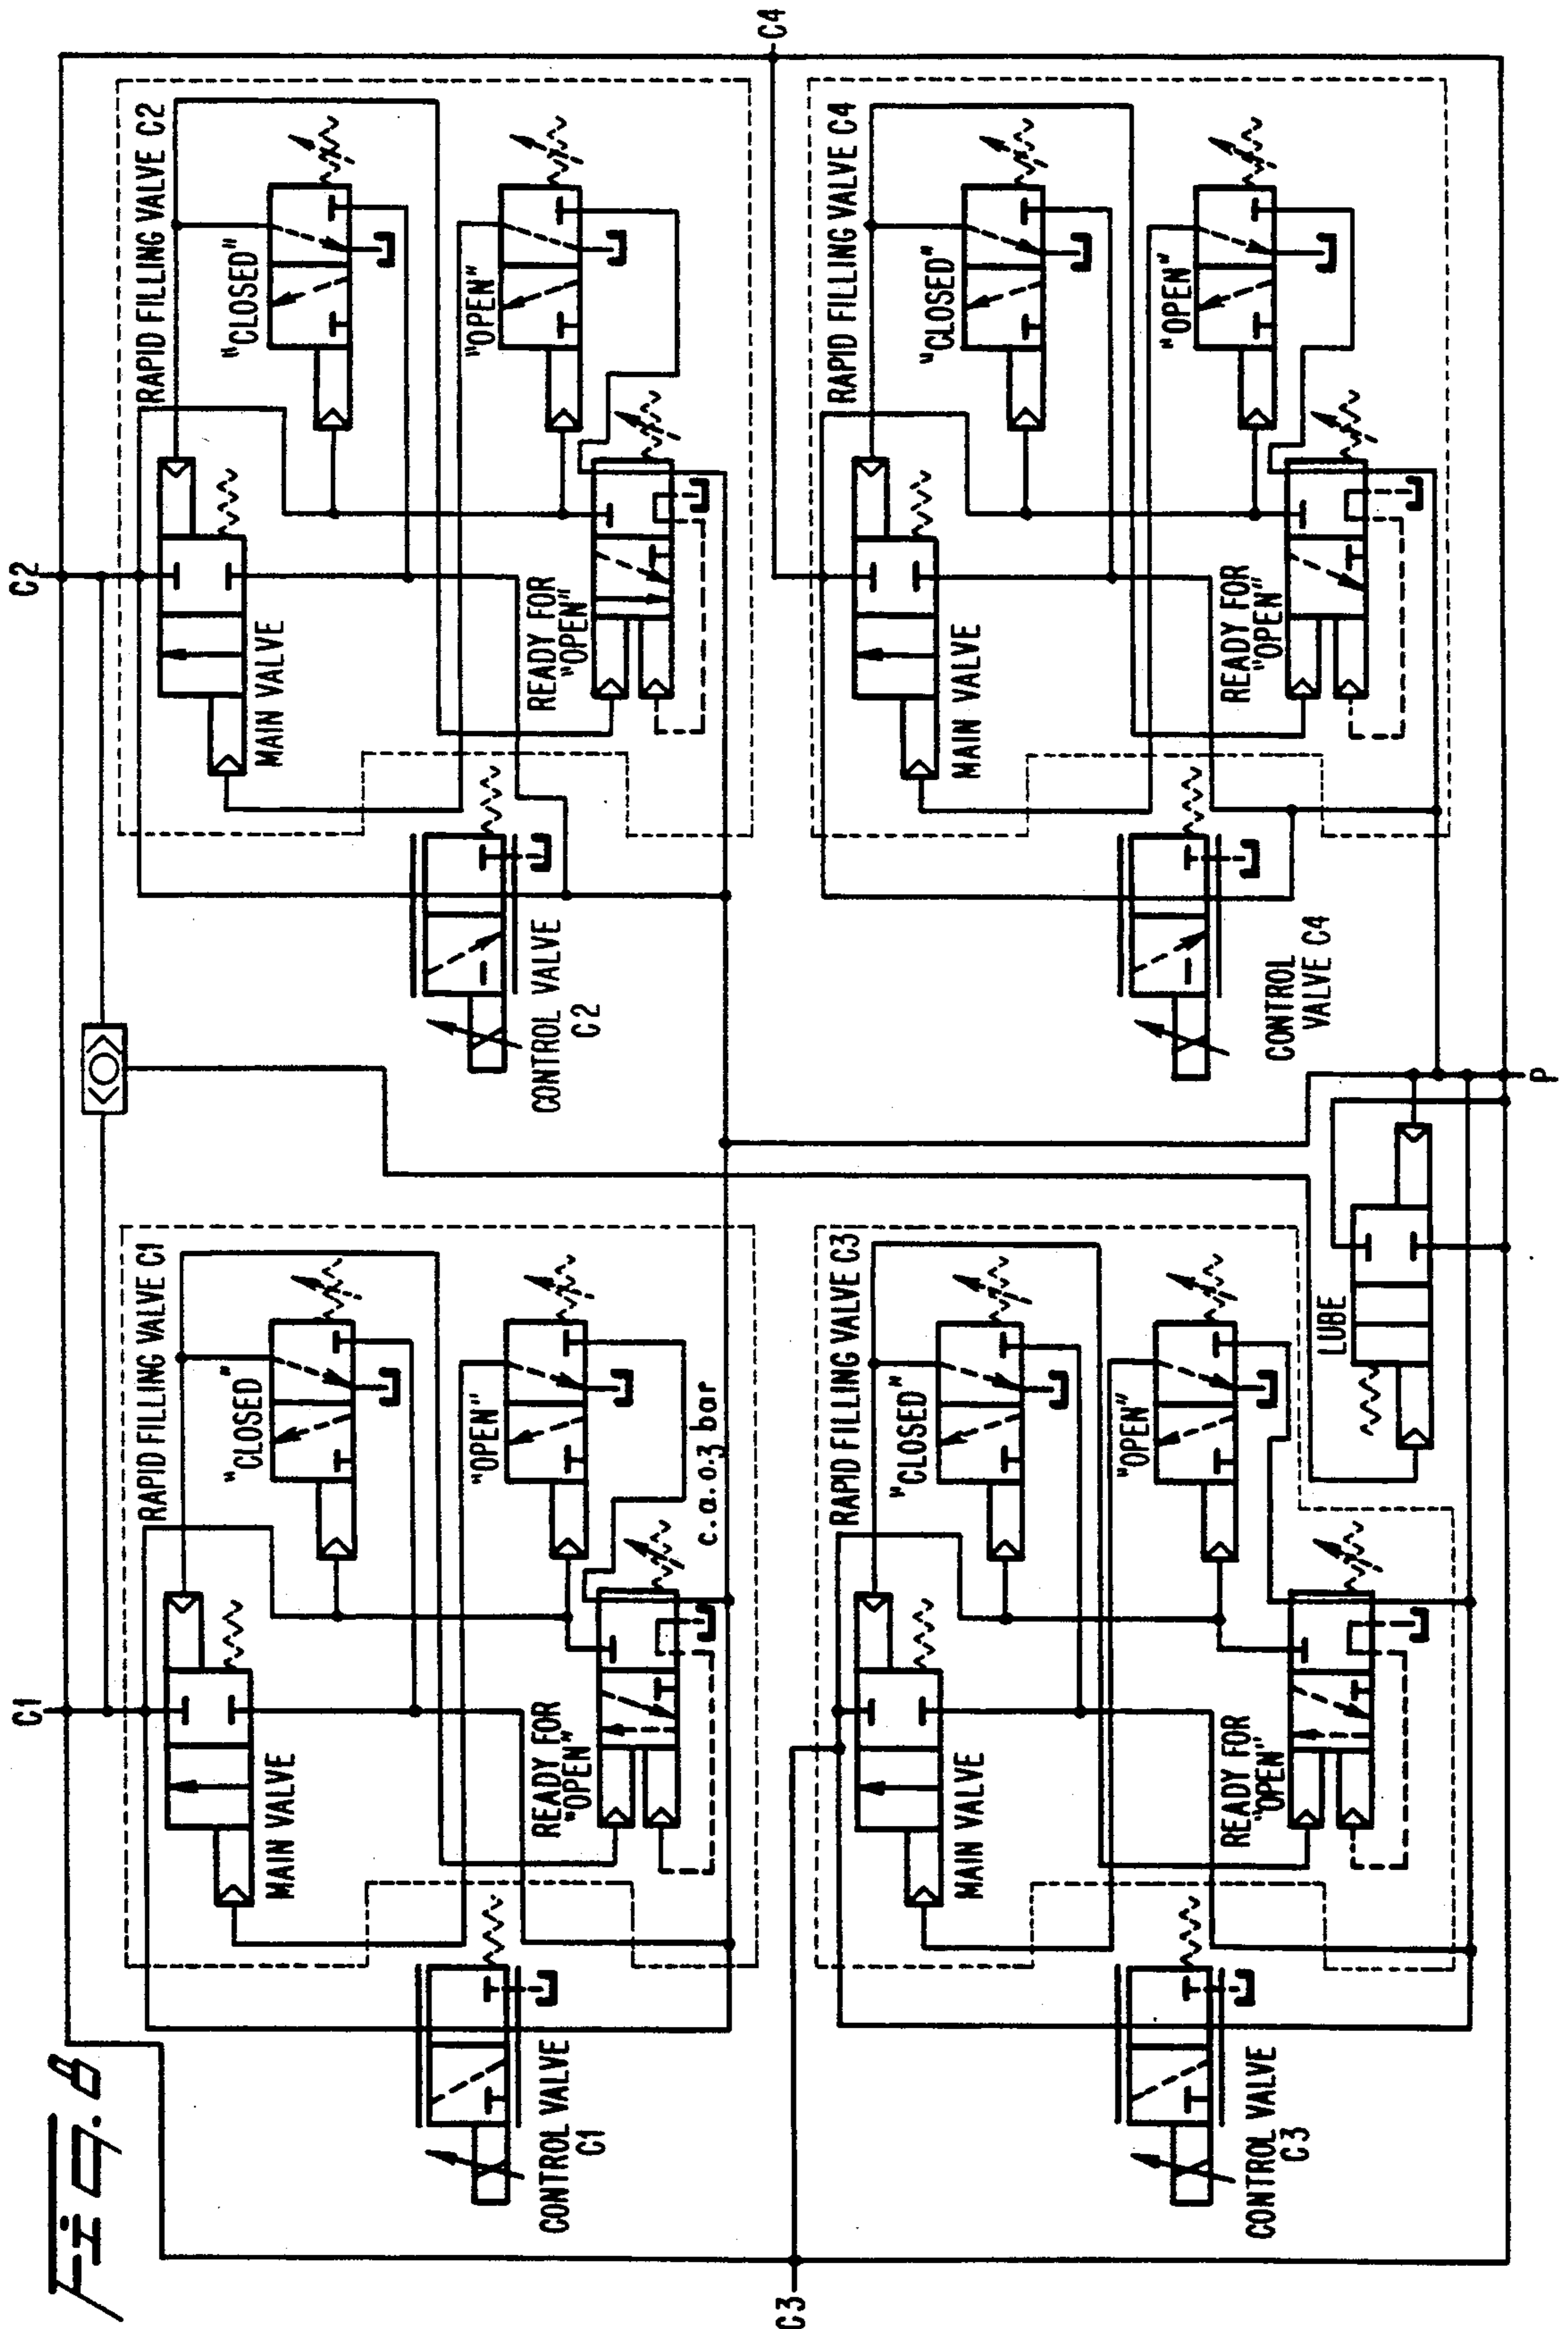 Fig. 8
C1
RAPID FILLING VALVE C1
MAIN VALVE
"CLOSED"
"OPEN"
READY FOR
"OPEN"
c.a.0.3 bar
CONTROL VALVE
C1
C2
RAPID FILLING VALVE C2
MAIN VALVE
"CLOSED"
"OPEN"
READY FOR
"OPEN"
CONTROL VALVE
C2
C3
RAPID FILLING VALVE C3
MAIN VALVE
"CLOSED"
"OPEN"
READY FOR
"OPEN"
CONTROL VALVE
C3
LUBE
P
C4
RAPID FILLING VALVE C4
MAIN VALVE
"CLOSED"
"OPEN"
READY FOR
"OPEN"
CONTROL
VALVE C4